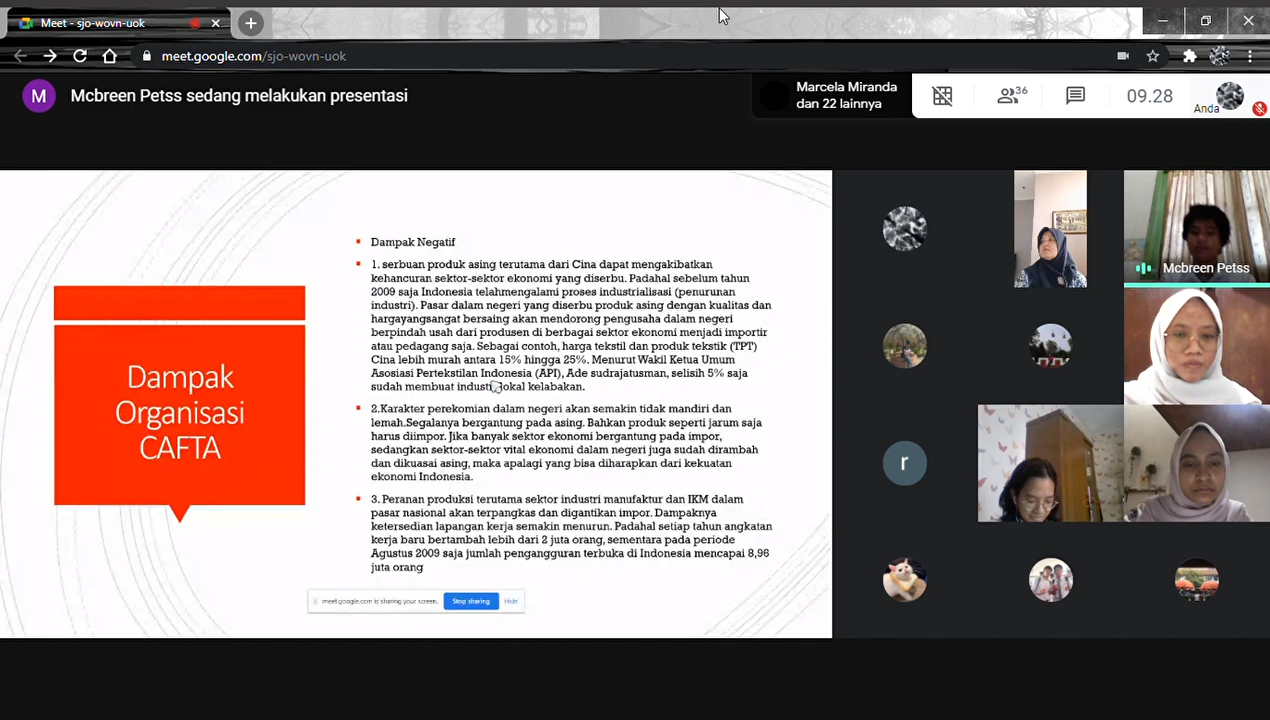 Meet - sjo-wovn-uok
meet.google.com/sjo-wovn-uok
M
Mcbreen Petss sedang melakukan presentasi
Marcela Miranda
dan 22 lainnya
36
09.28
Anda
Dampak
Organisasi
CAFTA
Dampak Negatif
1. serbuan produk asing terutama dari Cina dapat mengakibatkan
kehancuran sektor-sektor ekonomi yang diserbu. Padahal sebelum tahun
2009 saja Indonesia telahmengalami proses industrialisasi (penurunan
industri). Pasar dalam negeri yang diserbu produk asing dengan kualitas dan
hargayangsangat bersaing akan mendorong pengusaha dalam negeri
berpindah usah dari produsen di berbagai sektor ekonomi menjadi importir
atau pedagang saja. Sebagai contoh, harga tekstil dan produk tekstik (TPT)
Cina lebih murah antara 15% hingga 25%. Menurut Wakil Ketua Umum
Asosiasi Pertekstilan Indonesia (API), Ade sudrajatusman, selisih 5% saja
sudah membuat industri lokal kelabakan.
2.Karakter perekomian dalam negeri akan semakin tidak mandiri dan
lemah.Segalanya bergantung pada asing. Bahkan produk seperti jarum saja
harus diimpor. Jika banyak sektor ekonomi bergantung pada impor,
sedangkan sektor-sektor vital ekonomi dalam negeri juga sudah dirambah
dan dikuasai asing, maka apalagi yang bisa diharapkan dari kekuatan
ekonomi Indonesia.
3. Peranan produksi terutama sektor industri manufaktur dan IKM dalam
pasar nasional akan terpangkas dan digantikan impor. Dampaknya
ketersedian lapangan kerja semakin menurun. Padahal setiap tahun angkatan
kerja baru bertambah lebih dari 2 juta orang, sementara pada periode
Agustus 2009 saja jumlah pengangguran terbuka di Indonesia mencapai 8,96
juta orang
meet.google.com is sharing your screen.
Stop sharing
Hide
Mcbreen Petss
r